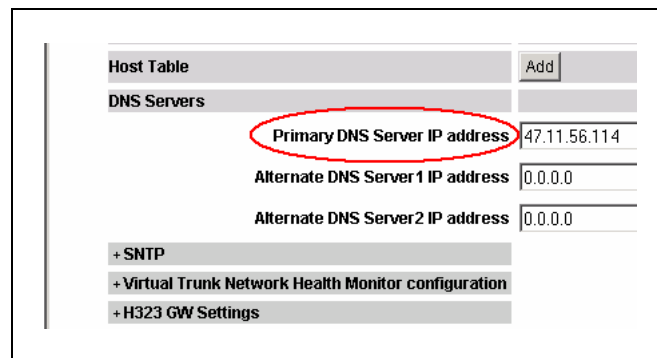 Host Table Add
DNS Servers
Primary DNS Server IP address 47.11.56.114
Alternate DNS Server1 IP address 0.0.0.0
Alternate DNS Server2 IP address 0.0.0.0
+ SNTP
+ Virtual Trunk Network Health Monitor configuration
+ H323 GW Settings